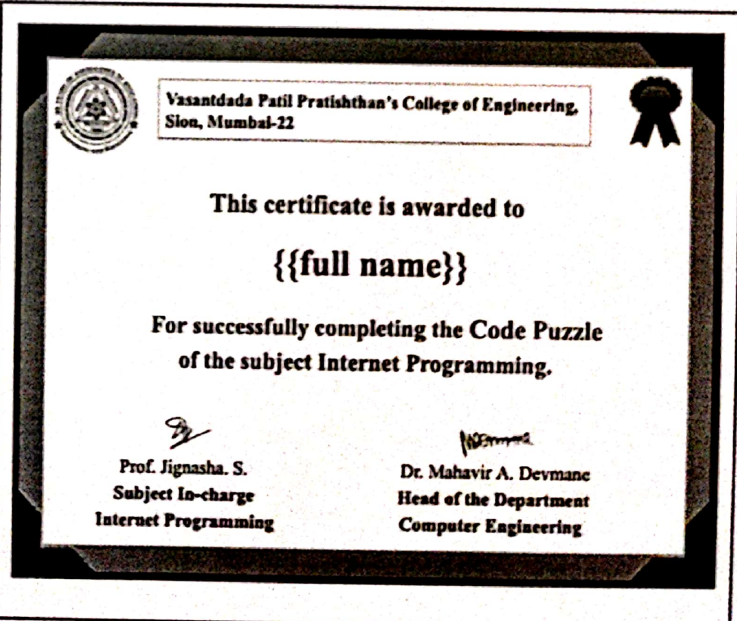 Vasantdada Patil Pratishthan's College of Engineering,
Sion, Mumbai-22
This certificate is awarded to
{{full name}}
For successfully completing the Code Puzzle
of the subject Internet Programming.
Prof. Jignasha. S.
Subject In-charge
Internet Programming
Dr. Mahavir A. Devmane
Head of the Department
Computer Engineering